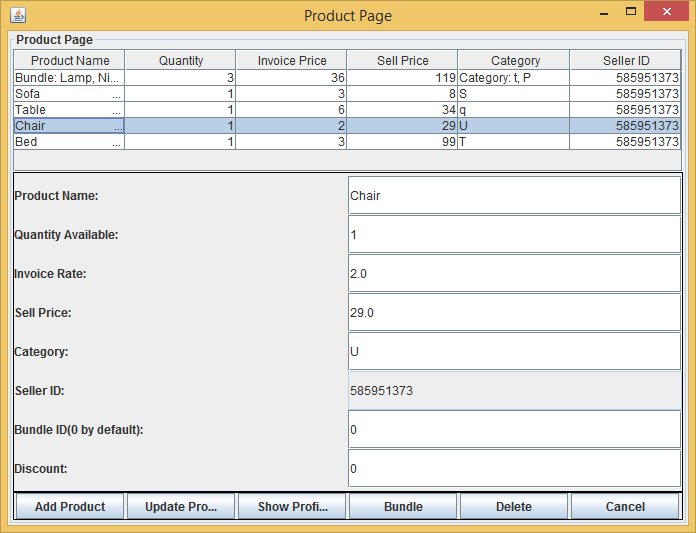 Product Page
Product Page
Product Name Quantity Invoice Price Sell Price Category Seller ID
Bundle: Lamp, Ni... 3 36 119 Category: t, P 585951373
Sofa ... 1 3 8 S 585951373
Table ... 1 6 34 q 585951373
Chair ... 1 2 29 U 585951373
Bed ... 1 3 99 T 585951373
Product Name: Chair
Quantity Available: 1
Invoice Rate: 2.0
Sell Price: 29.0
Category: U
Seller ID: 585951373
Bundle ID(0 by default): 0
Discount: 0
Add Product Update Pro... Show Profi... Bundle Delete Cancel